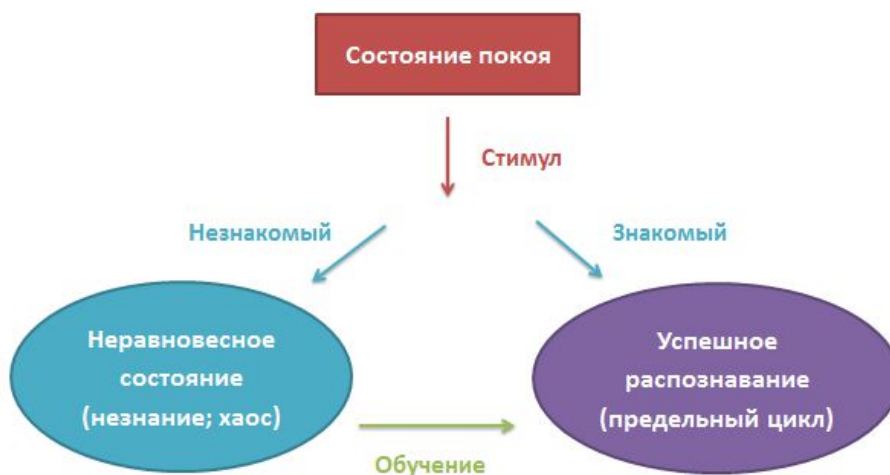 Состояние покоя
Стимул
Незнакомый
Знакомый
Неравновесное
состояние
(незнание; хаос)
Успешное
распознавание
(предельный цикл)
Обучение